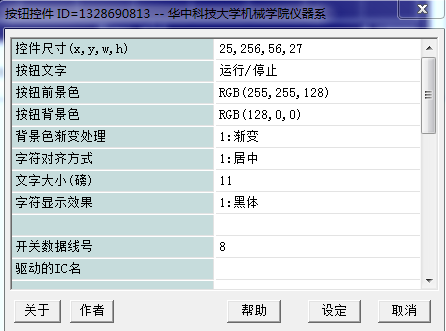 按钮控件 ID=1328690813 -- 华中科技大学机械学院仪器系
控件尺寸(x,y,w,h) 25,256,56,27
按钮文字 运行/停止
按钮前景色 RGB(255,255,128)
按钮背景色 RGB(128,0,0)
背景色渐变处理 1:渐变
字符对齐方式 1:居中
文字大小(磅) 11
字符显示效果 1:黑体
开关数据线号 8
驱动的IC名
关于 作者 帮助 设定 取消